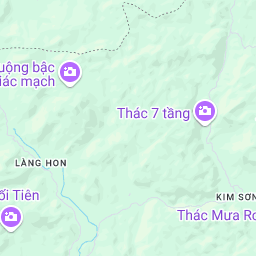 uộng bậc
iác mạch
Thác 7 tầng
LÀNG HON
KIM SƠN
ối Tiên
Thác Mưa Ro